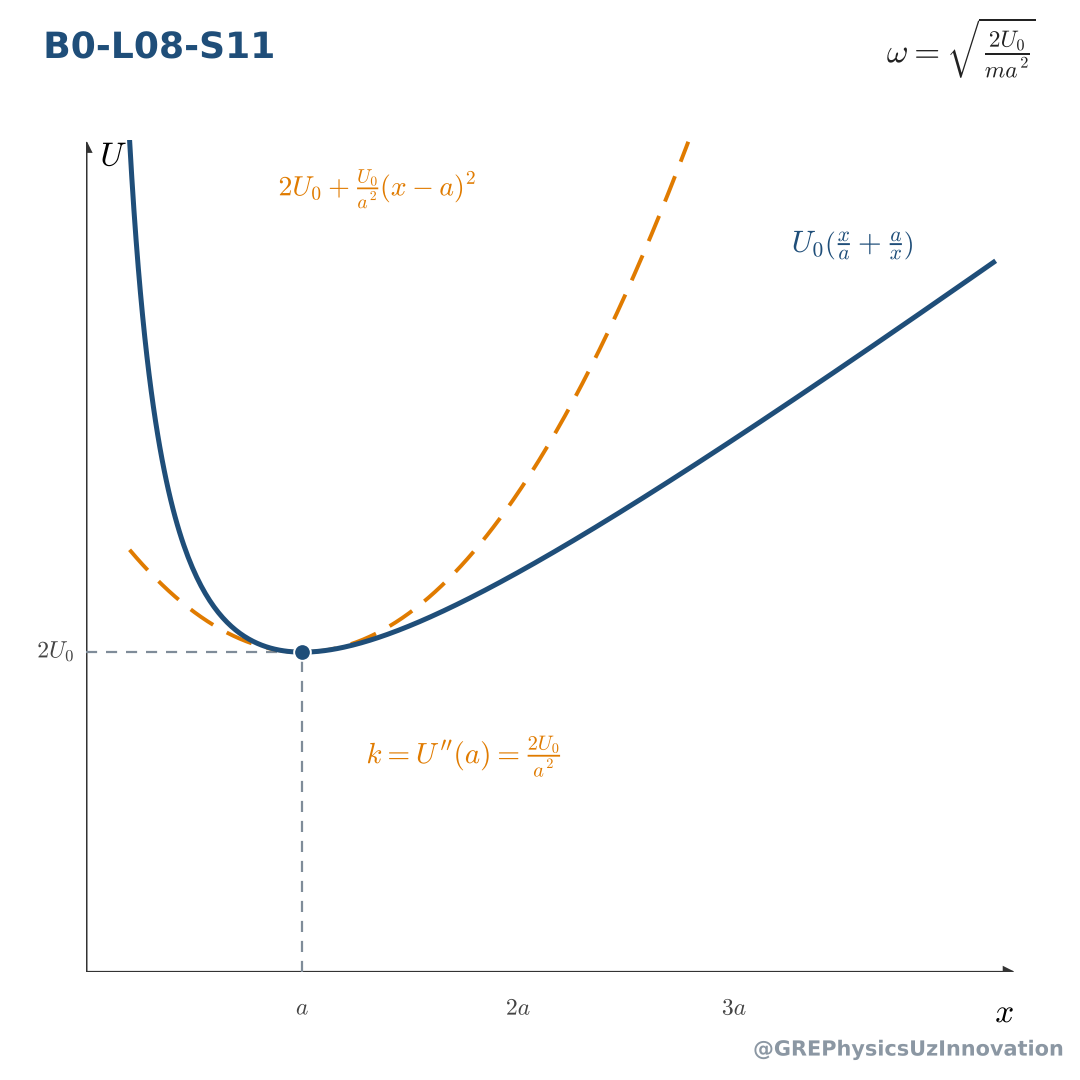 B0-L08-S11
ω = √(2U₀/ma²)
U
2U₀ + U₀/a² (x − a)²
U₀(x/a + a/x)
2U₀
k = U″(a) = 2U₀/a²
a
2a
3a
x
@GREPhysicsUzInnovation